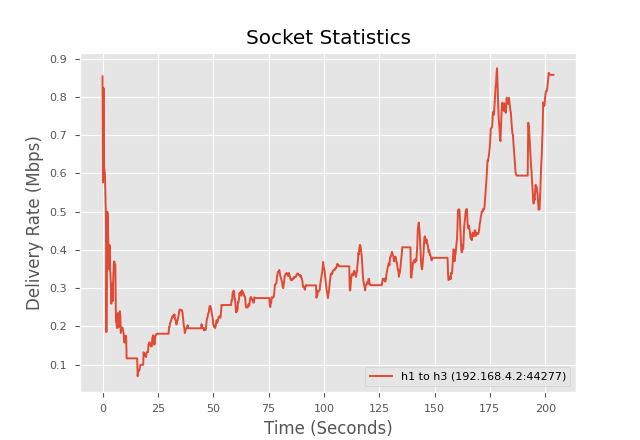 Socket Statistics
Delivery Rate (Mbps)
0.9
0.8
0.7
0.6
0.5
0.4
0.3
0.2
0.1
h1 to h3 (192.168.4.2:44277)
0 25 50 75 100 125 150 175 200
Time (Seconds)